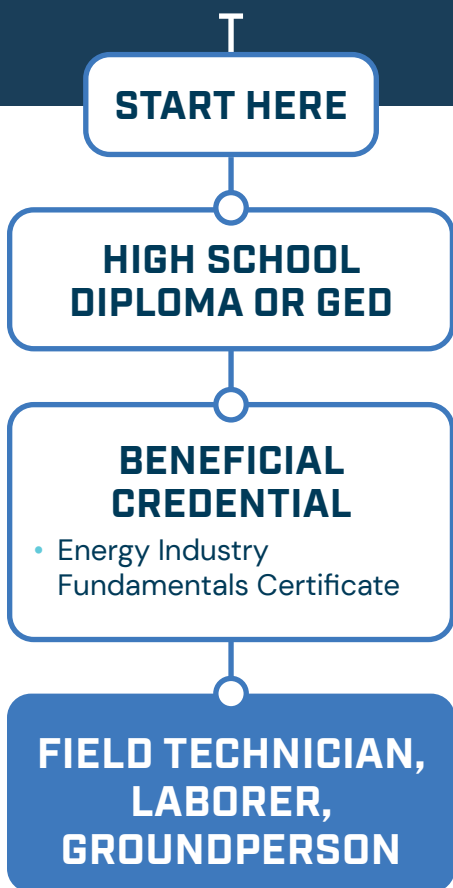 START HERE
HIGH SCHOOL
DIPLOMA OR GED
BENEFICIAL
CREDENTIAL
• Energy Industry
Fundamentals Certificate
FIELD TECHNICIAN,
LABORER,
GROUNDPERSON